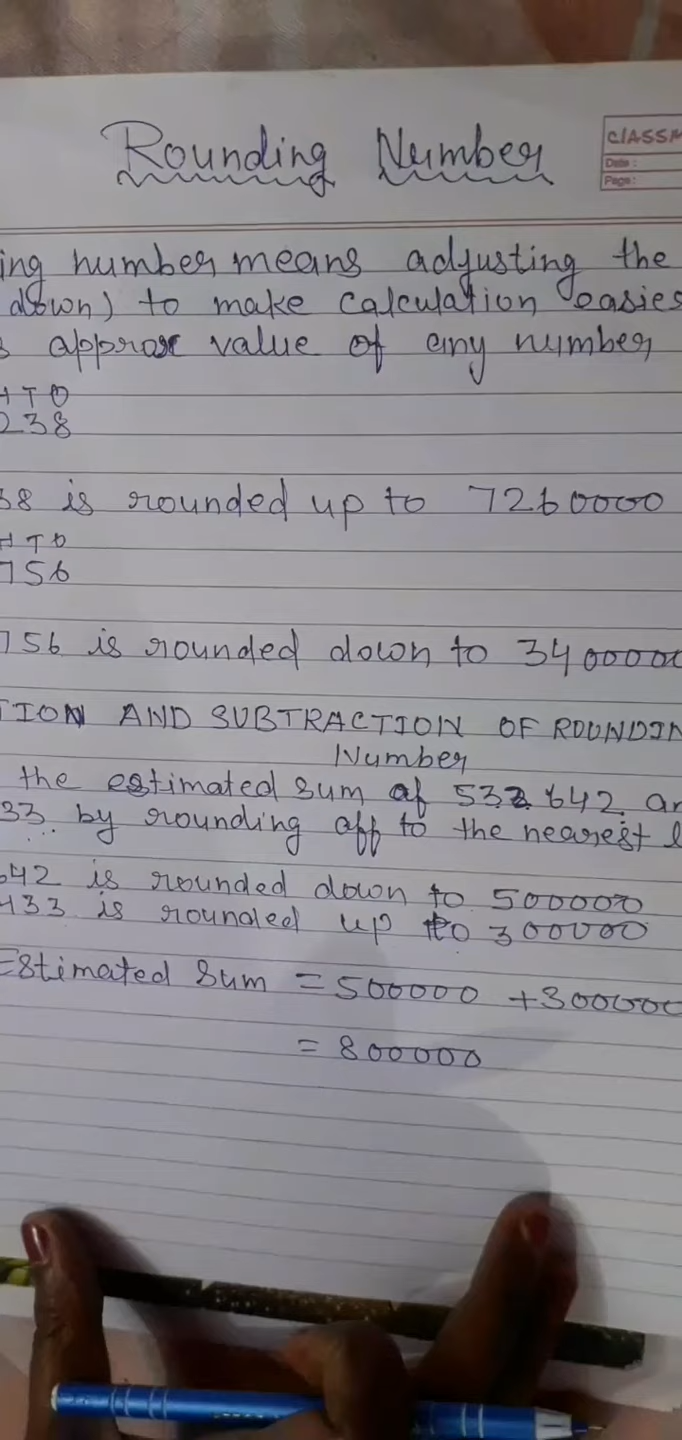 Rounding Number
CLASSM
Date :
Page :
ing number means adjusting the
down) to make calculation easies
approx value of any number
H T O
238
38 is rounded up to 7260000
H T O
756
756 is rounded down to 3400000
TION AND SUBTRACTION OF ROUNDIN
Number
the estimated sum of 532642 an
33 by rounding off to the nearest l
642 is rounded down to 500000
433 is rounded up to 300000
Estimated Sum = 500000 + 300000
= 800000